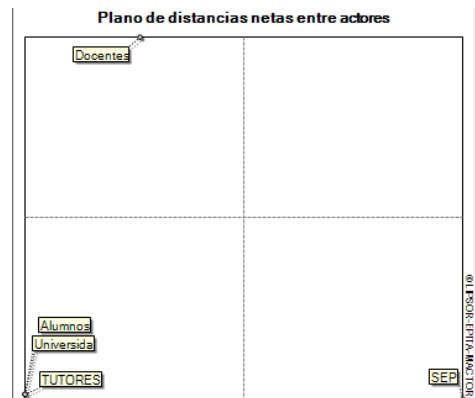 Plano de distancias netas entre actores
Docentes
Alumnos
Universida
TUTORES
SEP
© LIPSOR-EPITA-MACTOR